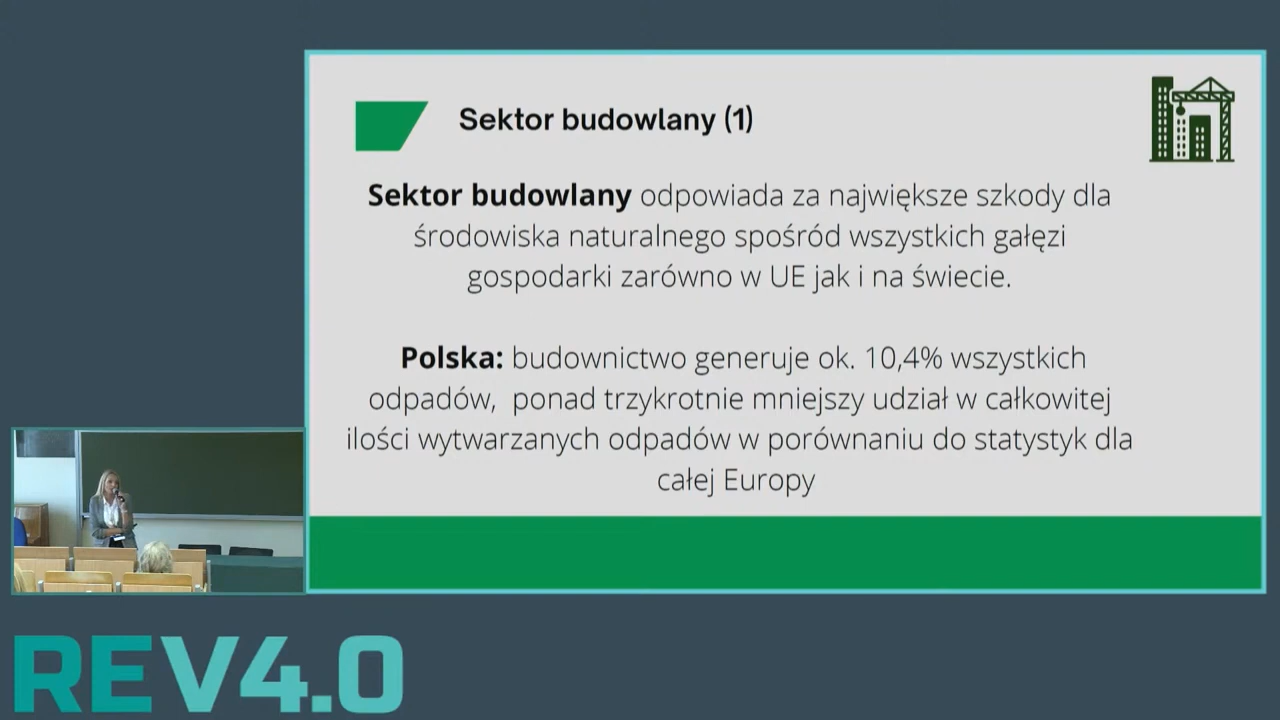 Sektor budowlany (1)
Sektor budowlany odpowiada za największe szkody dla
środowiska naturalnego spośród wszystkich gałęzi
gospodarki zarówno w UE jak i na świecie.
Polska: budownictwo generuje ok. 10,4% wszystkich
odpadów,  ponad trzykrotnie mniejszy udział w całkowitej
ilości wytwarzanych odpadów w porównaniu do statystyk dla
całej Europy
REV4.0